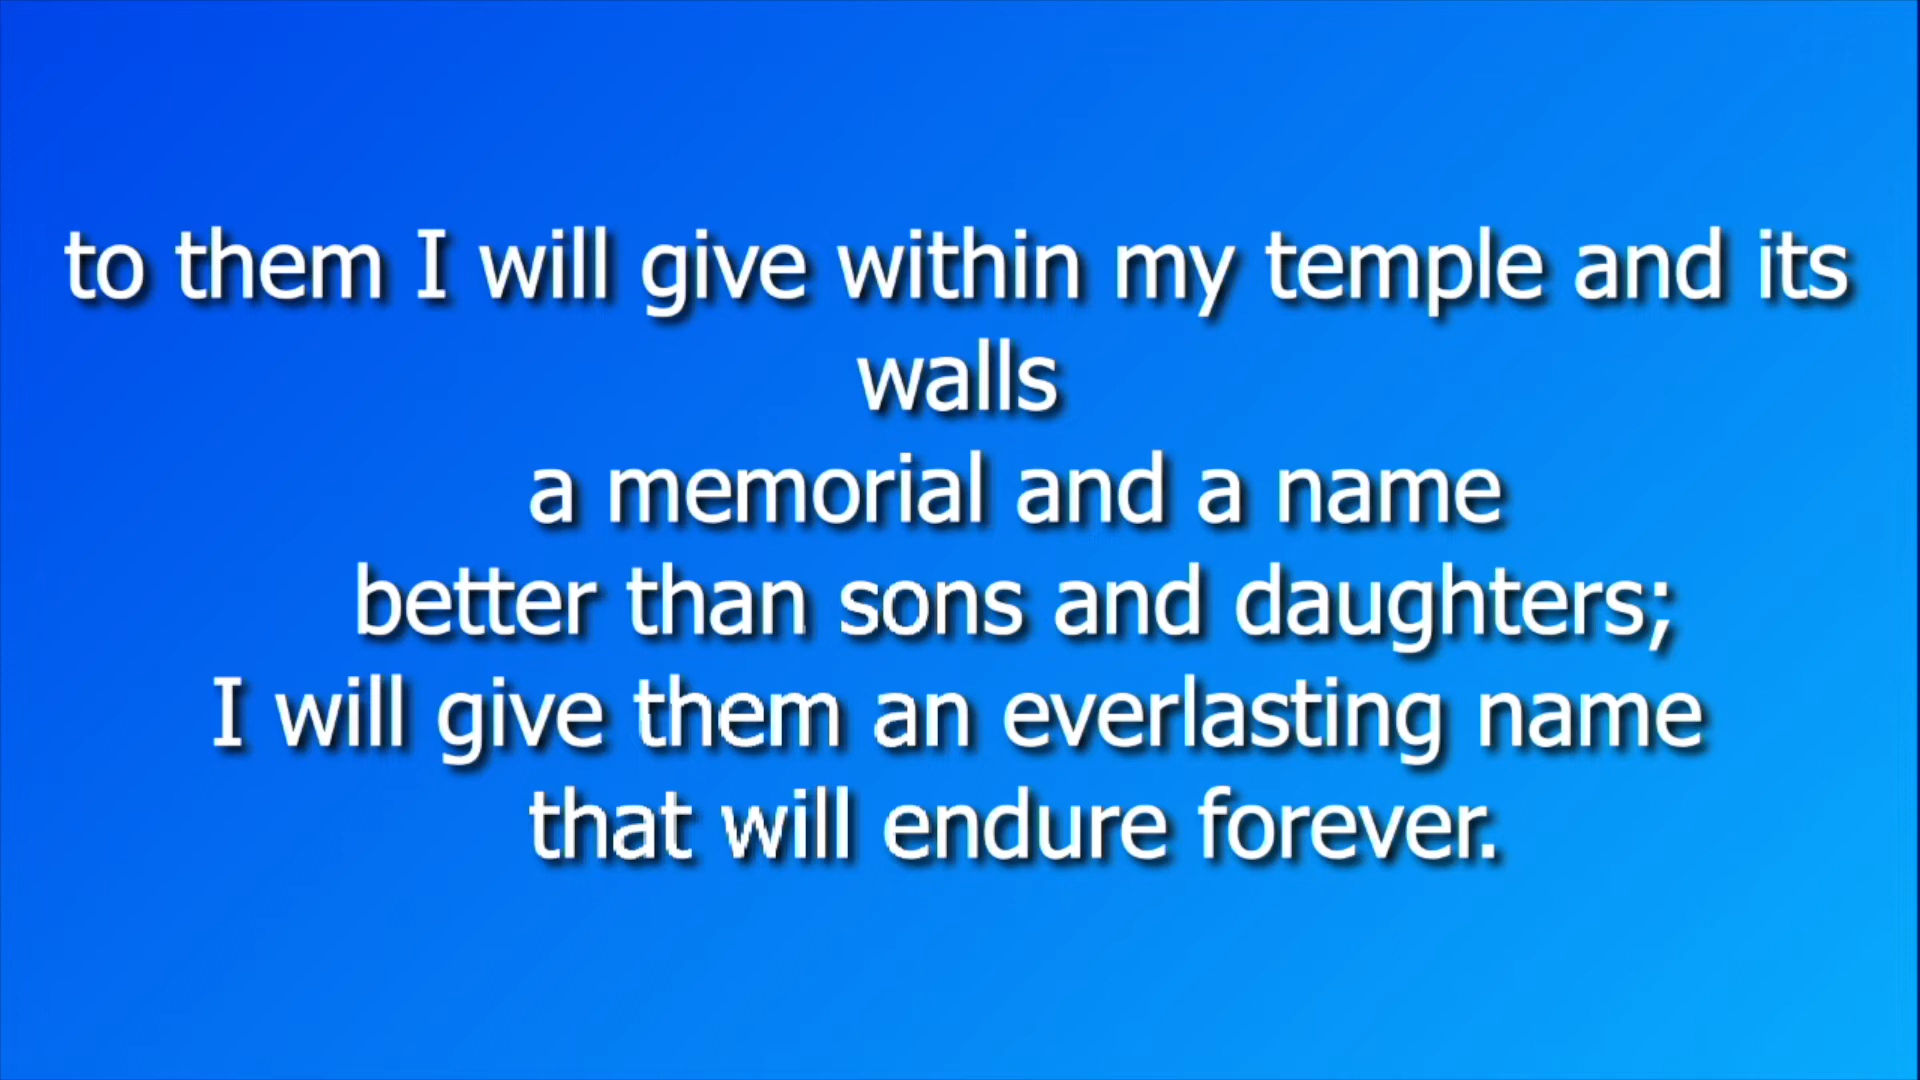 to them I will give within my temple and its
walls
a memorial and a name
better than sons and daughters;
I will give them an everlasting name
that will endure forever.